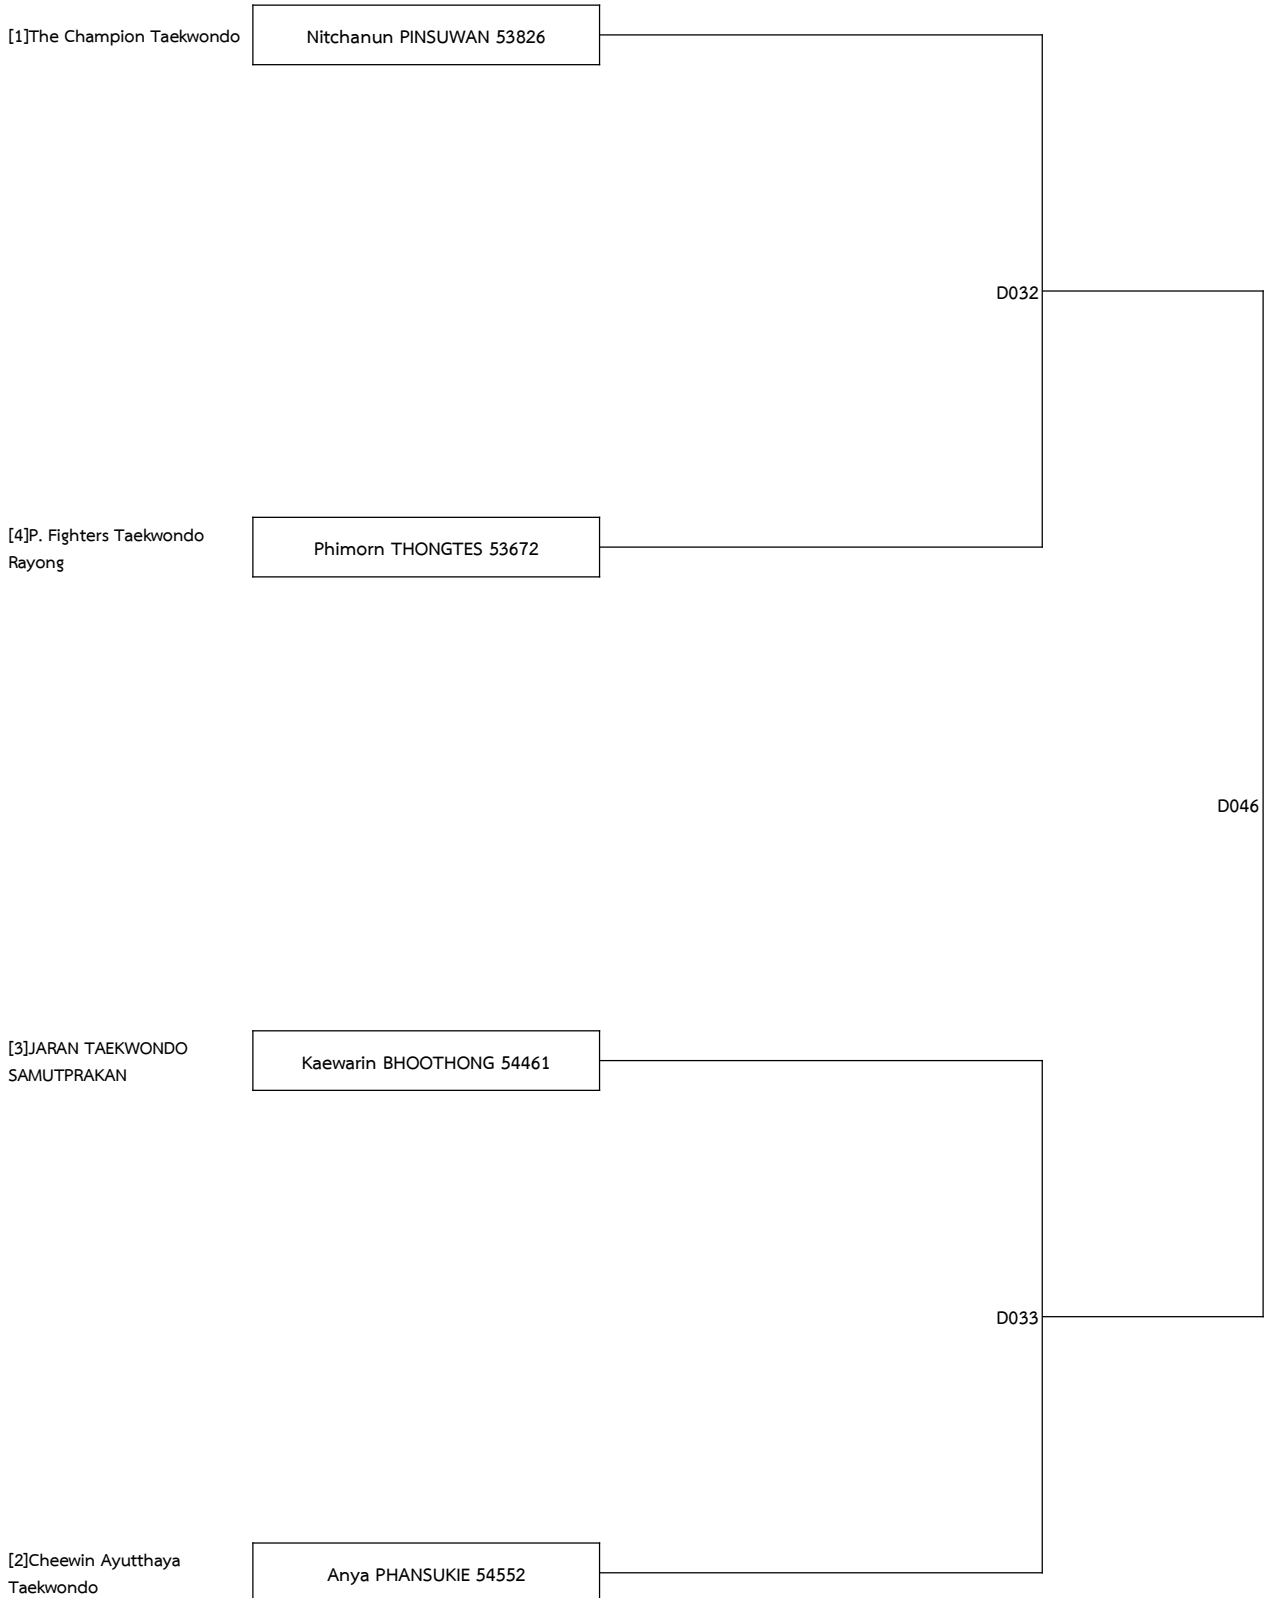 [1]The Champion Taekwondo
Nitchanun PINSUWAN 53826
D032
[4]P. Fighters Taekwondo
Rayong
Phimorn THONGTES 53672
D046
[3]JARAN TAEKWONDO
SAMUTPRAKAN
Kaewarin BHOOTHONG 54461
D033
[2]Cheewin Ayutthaya
Taekwondo
Anya PHANSUKIE 54552